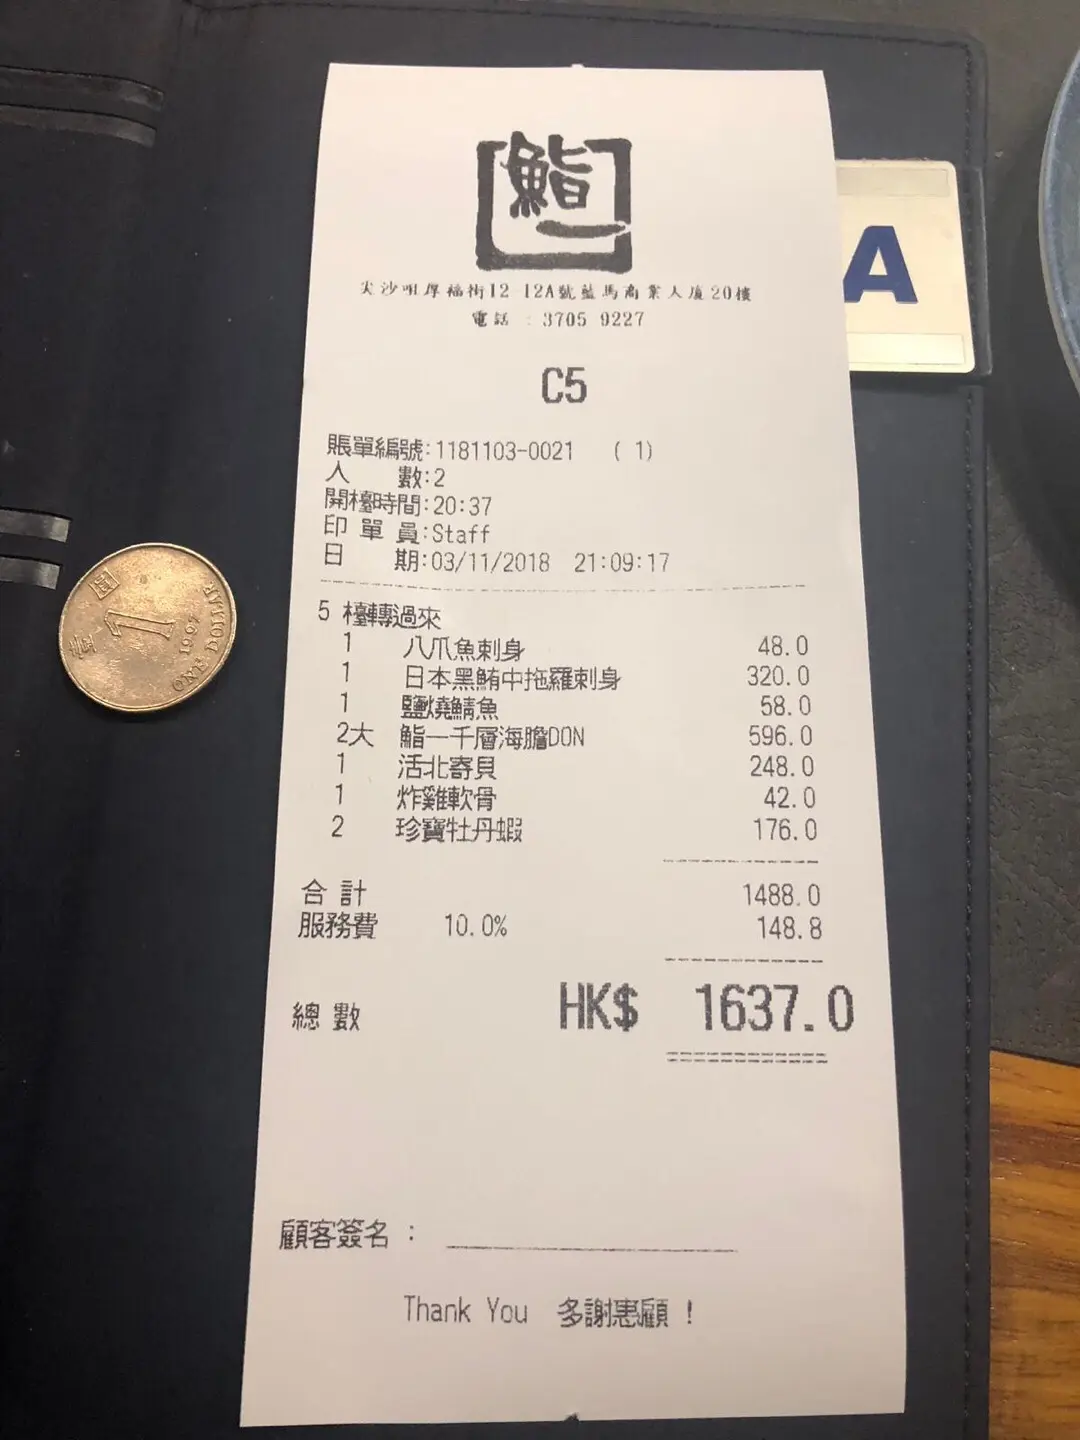 鮨一
尖沙咀厚福街12-12A號藍馬商業大廈20樓
電話 : 3705 9227
C5
賬單編號:1181103-0021 ( 1)
人 數:2
開檯時間:20:37
印 單 員:Staff
日 期:03/11/2018 21:09:17
5 檯轉過來
1 八爪魚刺身 48.0
1 日本黑鮪中拖羅刺身 320.0
1 鹽燒鯖魚 58.0
2大 鮨一千層海膽DON 596.0
1 活北寄貝 248.0
1 炸雞軟骨 42.0
2 珍寶牡丹蝦 176.0
合 計 1488.0
服務費 10.0% 148.8
總 數 HK$ 1637.0
顧客簽名 :
Thank You 多謝惠顧 !
A
壹 1 圓
1997
ONE DOLLAR